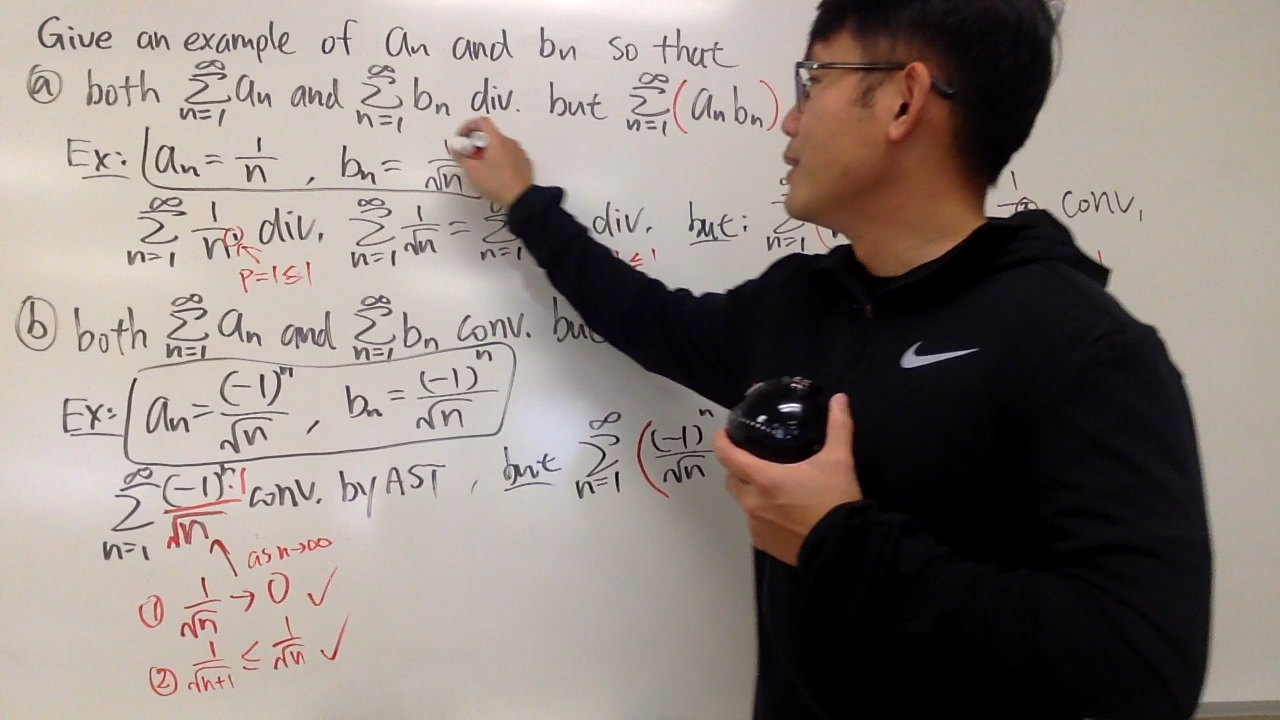 Give an example of an and bn so that
ⓐ both ∞ Σ n=1 an and ∞ Σ n=1 bn div. but ∞ Σ n=1 (an bn)
Ex: an = 1/n , bn = 1/√n
∞ Σ n=1 1/n div. ∞ Σ n=1 1/√n = Σ n=1 div. but: Σ n=1 ( conv,
p=1≤1 ≤1
ⓑ both ∞ Σ n=1 an and ∞ Σ n=1 bn conv. but
Ex: an = (-1)^n/√n , bn = (-1)^n/√n
∞ Σ n=1 (-1)^n·1/√n conv. by AST , but ∞ Σ n=1 ((-1)^n/√n
as n→∞
① 1/√n → 0 ✓
② 1/√n+1 ≤ 1/√n ✓